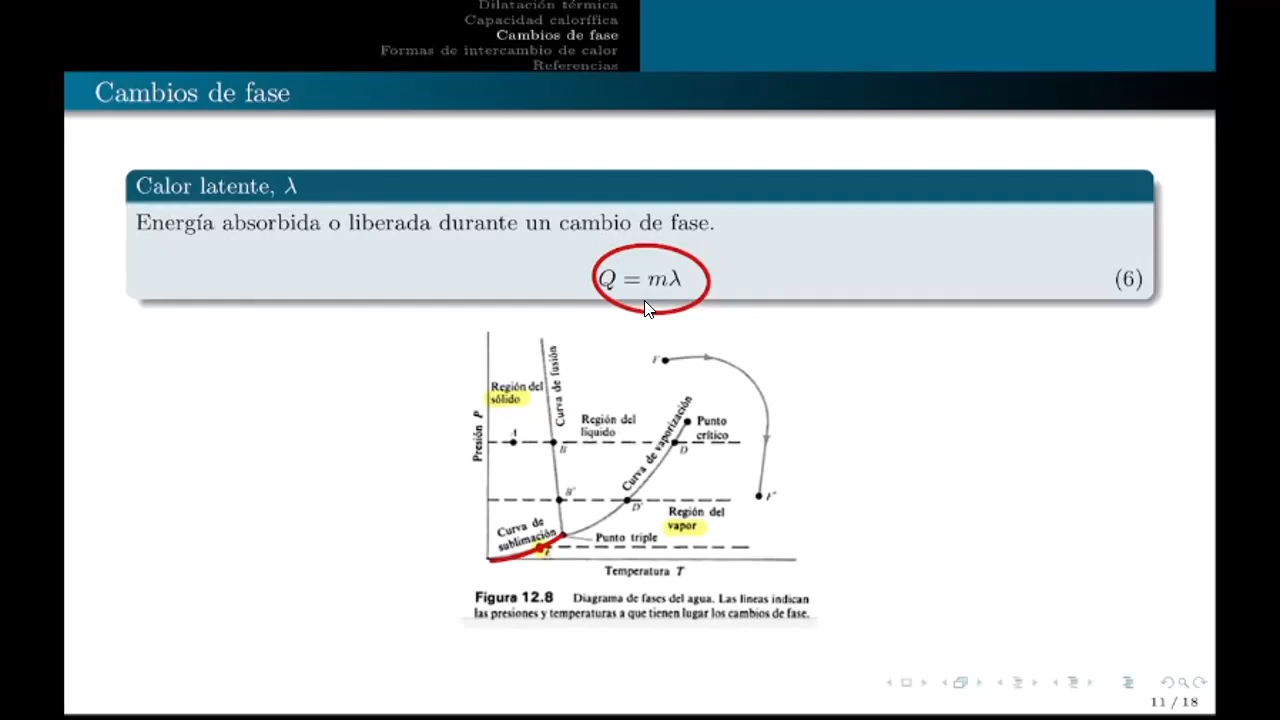 Dilatación térmica
Capacidad calorífica
Cambios de fase
Formas de intercambio de calor
Referencias
Cambios de fase
Calor latente, λ
Energía absorbida o liberada durante un cambio de fase.
Q = mλ (6)
Presión P
Región del
sólido
Curva de fusión
Región del
líquido
Curva de vaporización
Punto
crítico
F
A
B
D
B'
D'
F'
Región del
vapor
Curva de
sublimación
Punto triple
Temperatura T
Figura 12.8 Diagrama de fases del agua. Las líneas indican
las presiones y temperaturas a que tienen lugar los cambios de fase.
11 / 18